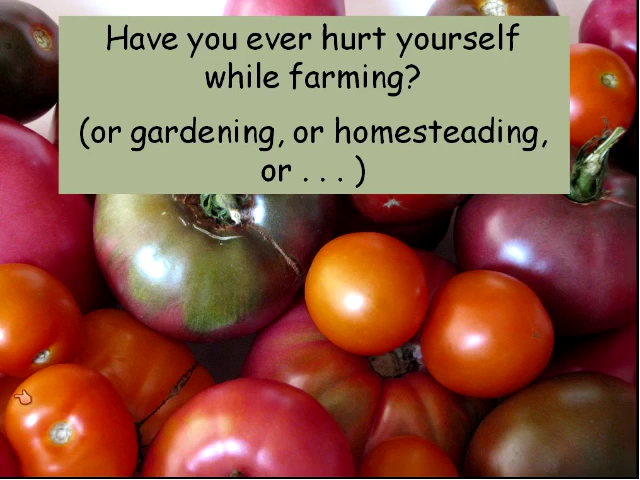 Have you ever hurt yourself
while farming?
(or gardening, or homesteading,
or . . . )